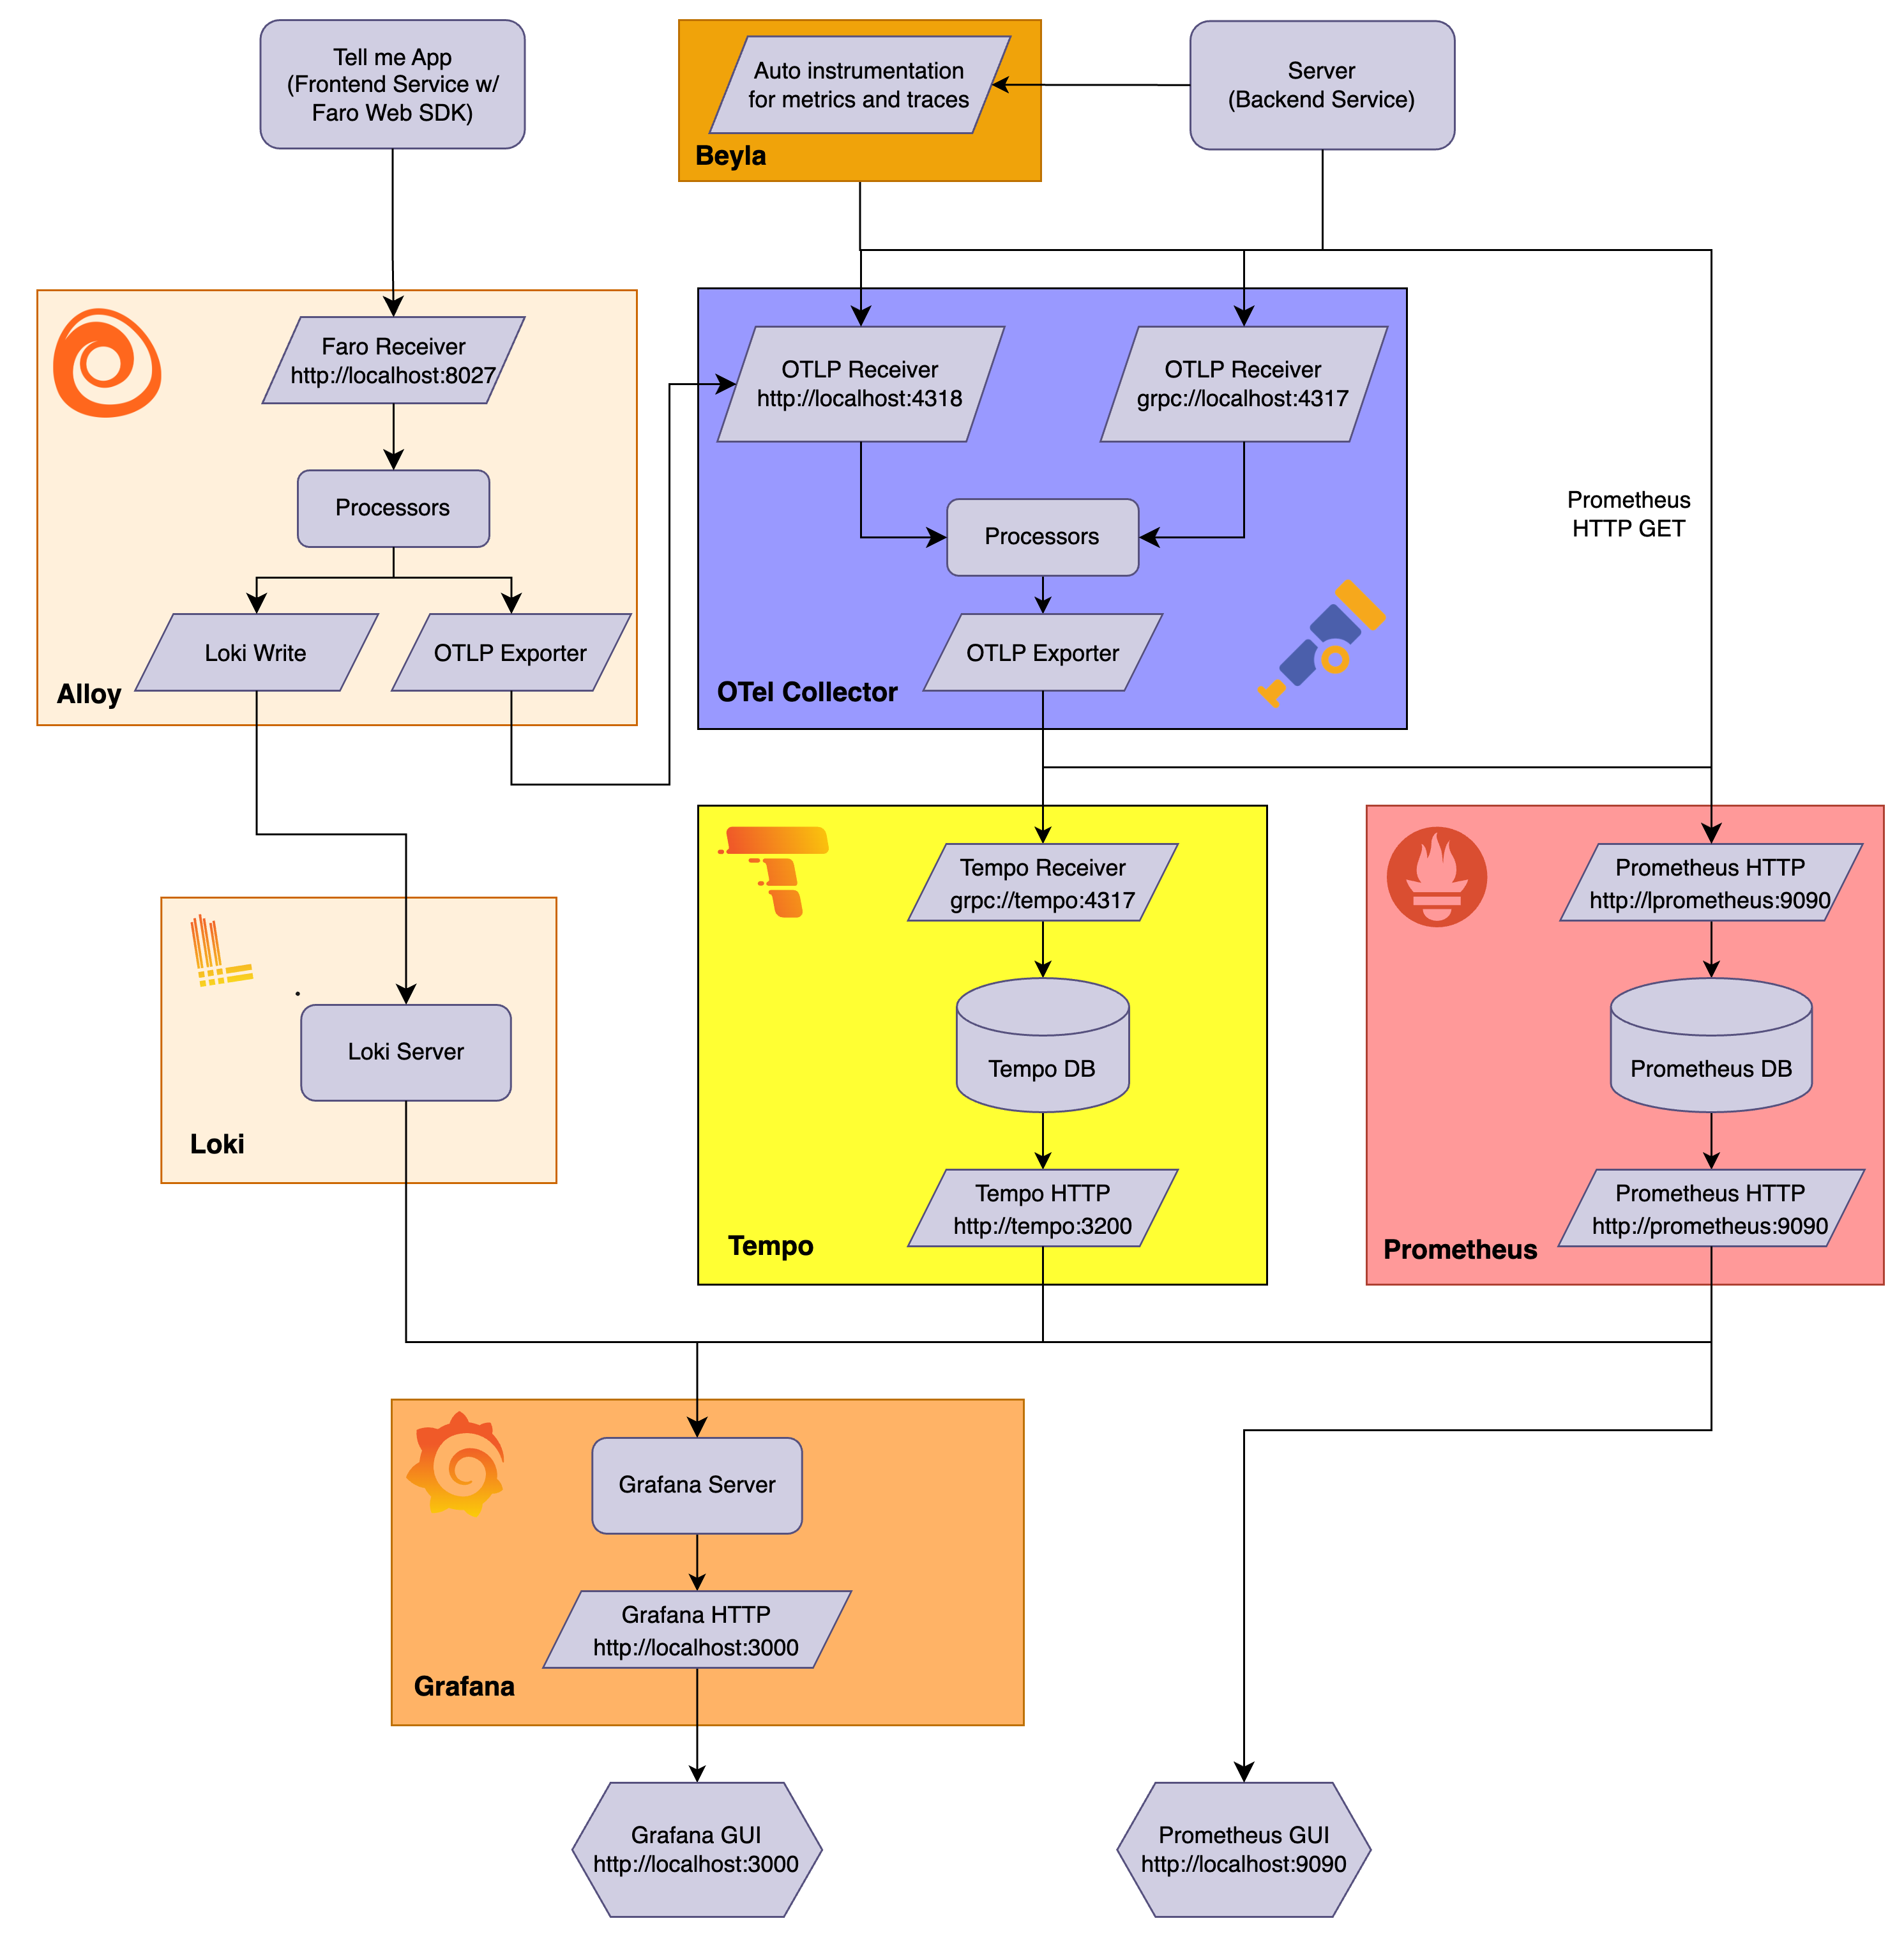 Tell me App
(Frontend Service w/
Faro Web SDK)
Auto instrumentation
for metrics and traces
Beyla
Server
(Backend Service)
Faro Receiver
http://localhost:8027
Processors
Loki Write
OTLP Exporter
Alloy
OTLP Receiver
http://localhost:4318
OTLP Receiver
grpc://localhost:4317
Processors
OTLP Exporter
OTel Collector
Prometheus
HTTP GET
Loki Server
Loki
Tempo Receiver
grpc://tempo:4317
Tempo DB
Tempo HTTP
http://tempo:3200
Tempo
Prometheus HTTP
http://lprometheus:9090
Prometheus DB
Prometheus HTTP
http://prometheus:9090
Prometheus
Grafana Server
Grafana HTTP
http://localhost:3000
Grafana
Grafana GUI
http://localhost:3000
Prometheus GUI
http://localhost:9090